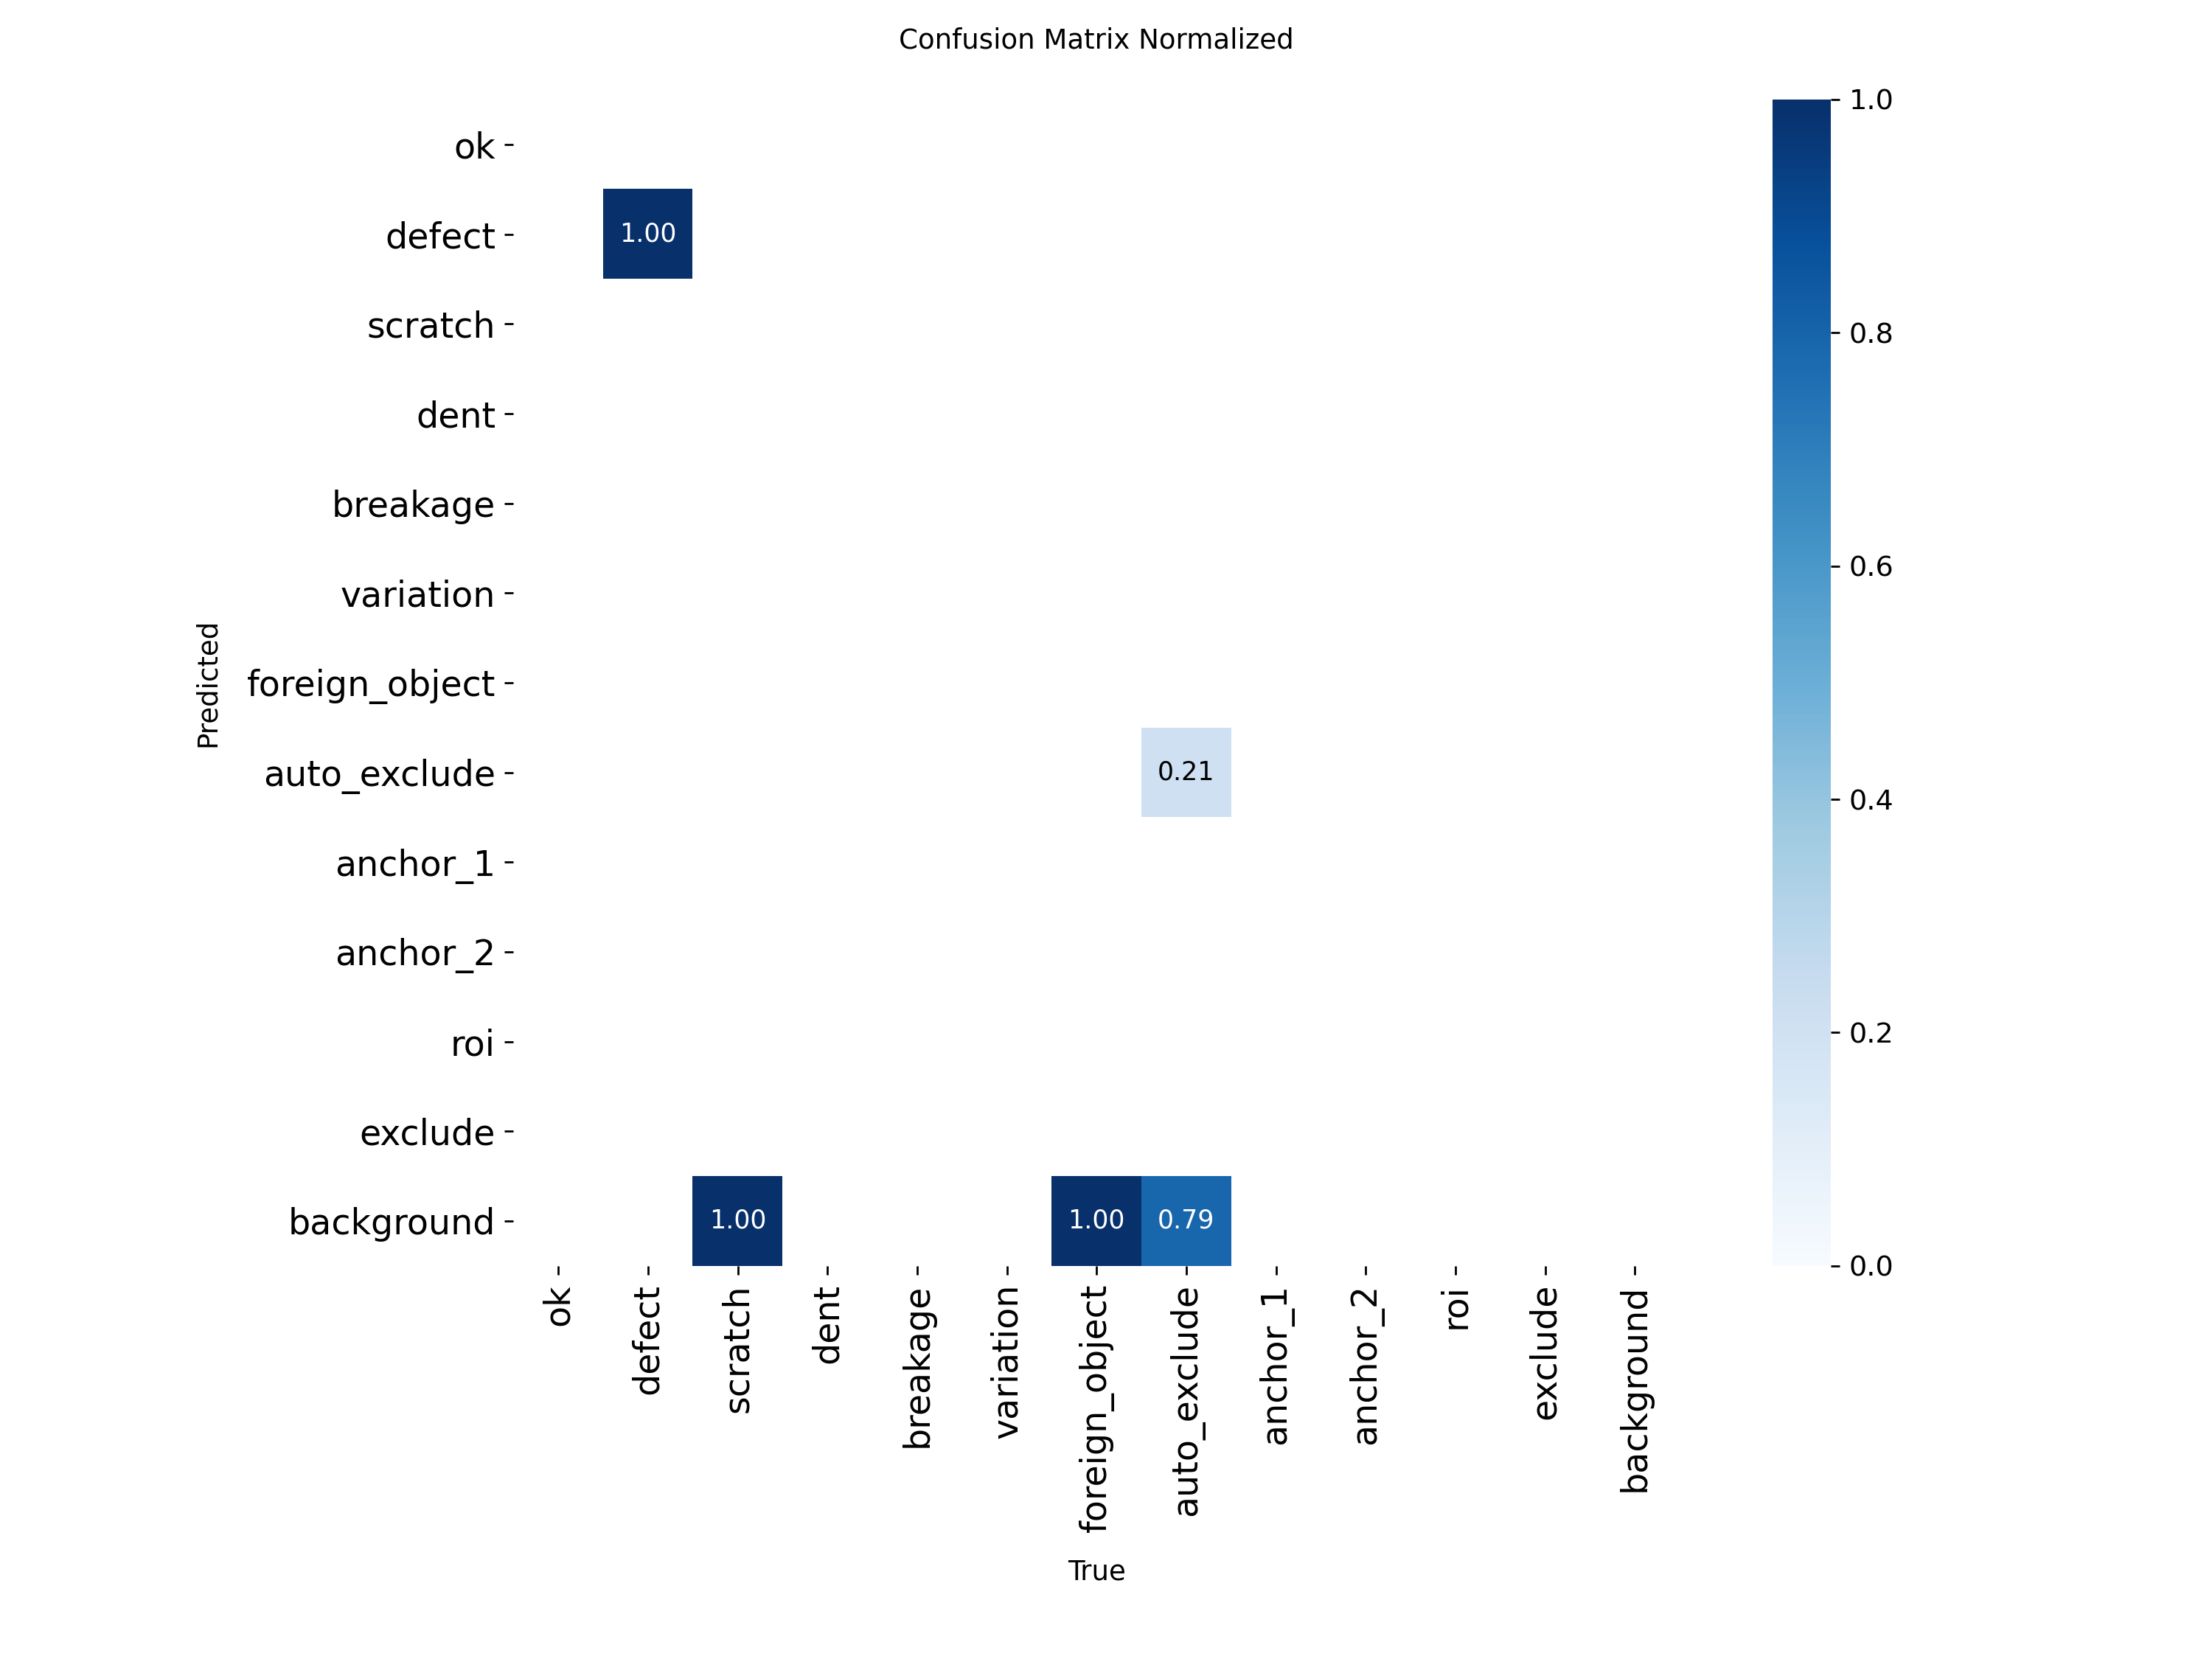 Confusion Matrix Normalized
ok
defect
scratch
dent
breakage
variation
foreign_object
auto_exclude
anchor_1
anchor_2
roi
exclude
background
Predicted
1.00
0.21
1.00
1.00
0.79
ok
defect
scratch
dent
breakage
variation
foreign_object
auto_exclude
anchor_1
anchor_2
roi
exclude
background
True
1.0
0.8
0.6
0.4
0.2
0.0